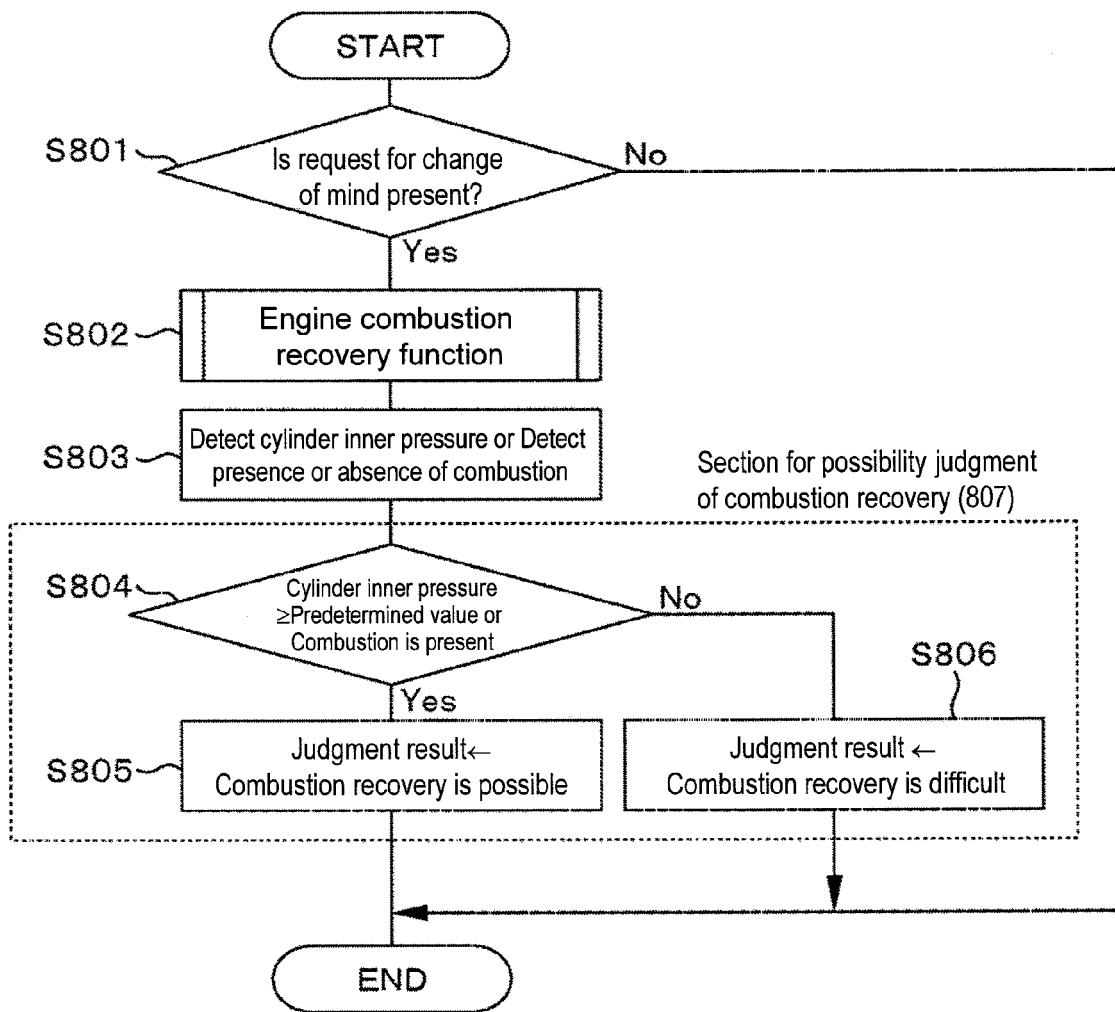 START
S801
Is request for change
of mind present?
No
Yes
S802
Engine combustion
recovery function
S803
Detect cylinder inner pressure or Detect
presence or absence of combustion
Section for possibility judgment
of combustion recovery (807)
S804
Cylinder inner pressure
≥Predetermined value or
Combustion is present
No
Yes
S806
S805
Judgment result←
Combustion recovery is possible
Judgment result ←
Combustion recovery is difficult
END